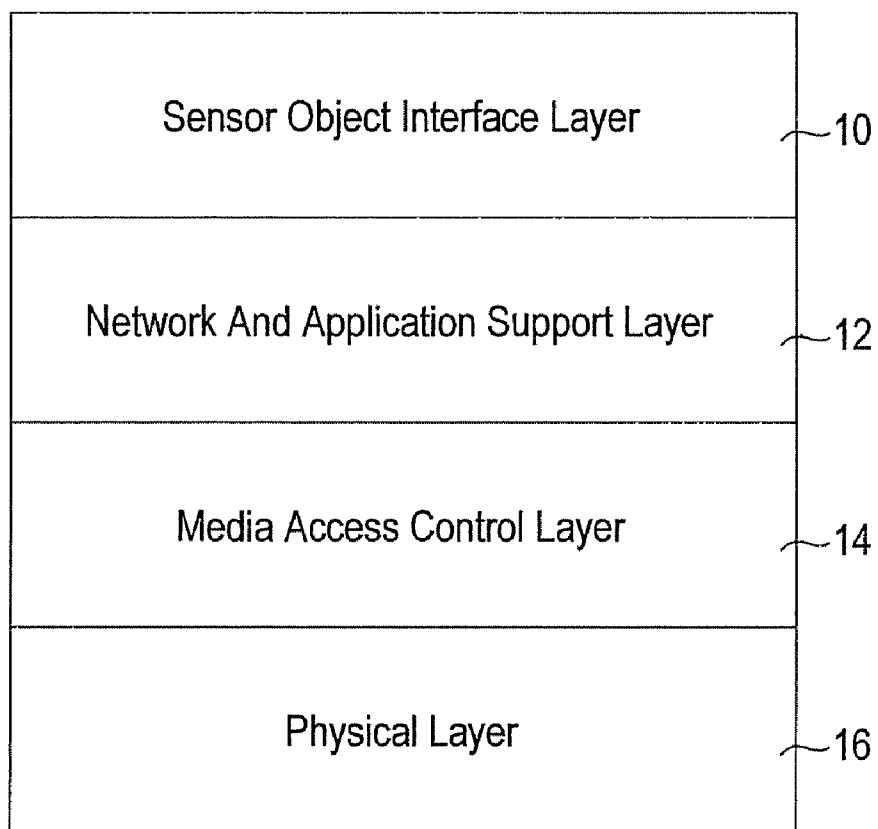 Sensor Object Interface Layer
10
Network And Application Support Layer
12
Media Access Control Layer
14
Physical Layer
16